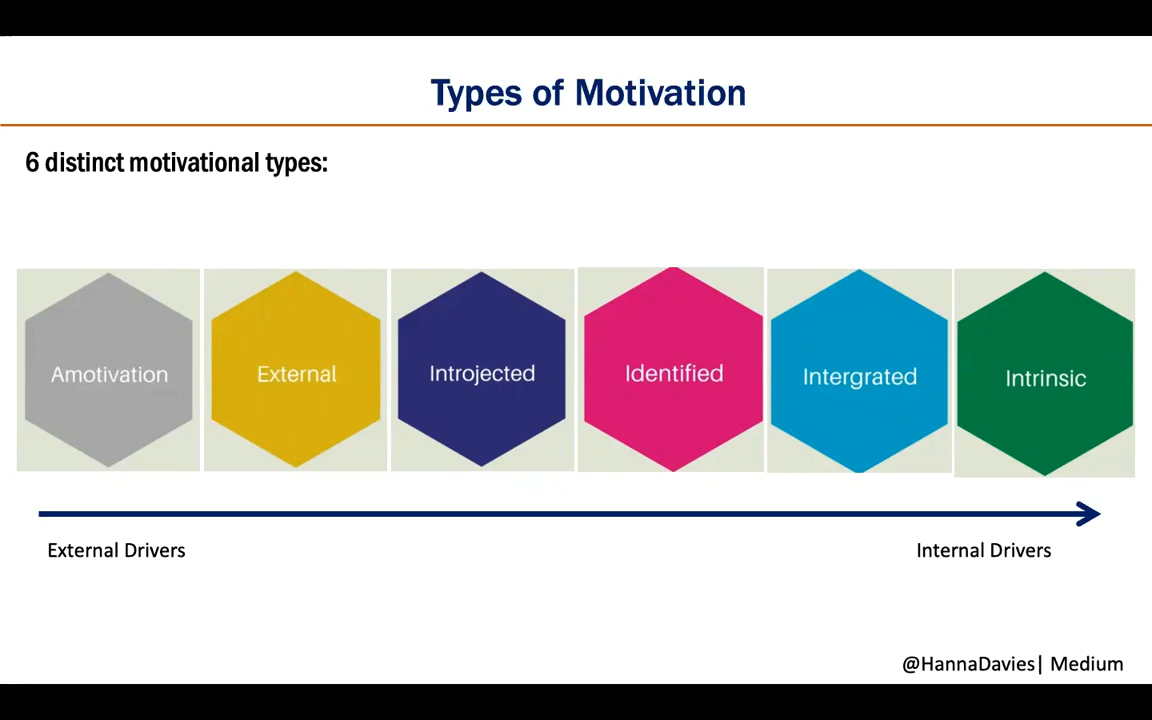 Types of Motivation
6 distinct motivational types:
Amotivation
External
Introjected
Identified
Intergrated
Intrinsic
External Drivers
Internal Drivers
@HannaDavies| Medium